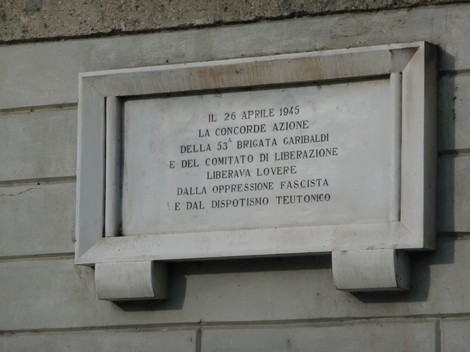 IL 26 APRILE 1945
LA CONCORDE AZIONE
DELLA 53ª BRIGATA GARIBALDI
E DEL COMITATO DI LIBERAZIONE
LIBERAVA LOVERE
DALLA OPPRESSIONE FASCISTA
E DAL DISPOTISMO TEUTONICO